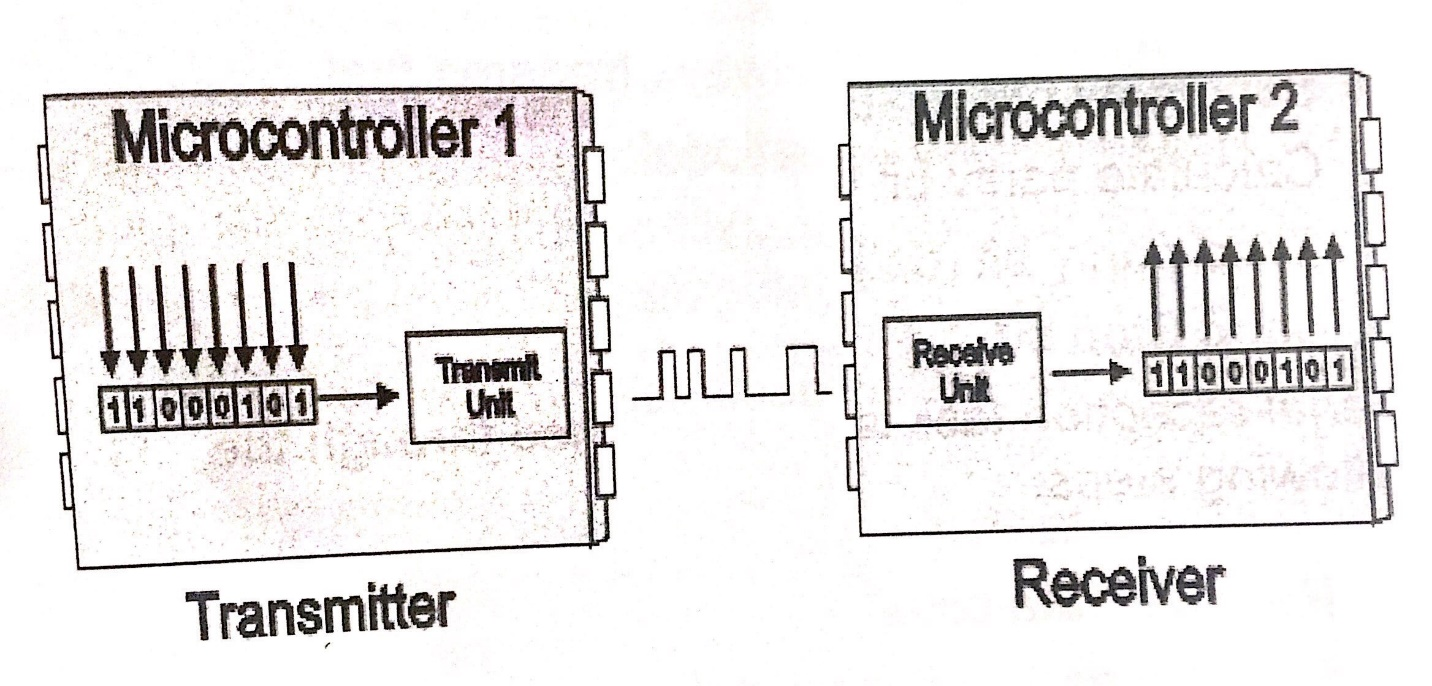 Microcontroller 1
Microcontroller 2
1 1 0 0 0 1 0 1
Transmit
Unit
Receive
Unit
1 1 0 0 0 1 0 1
Transmitter
Receiver